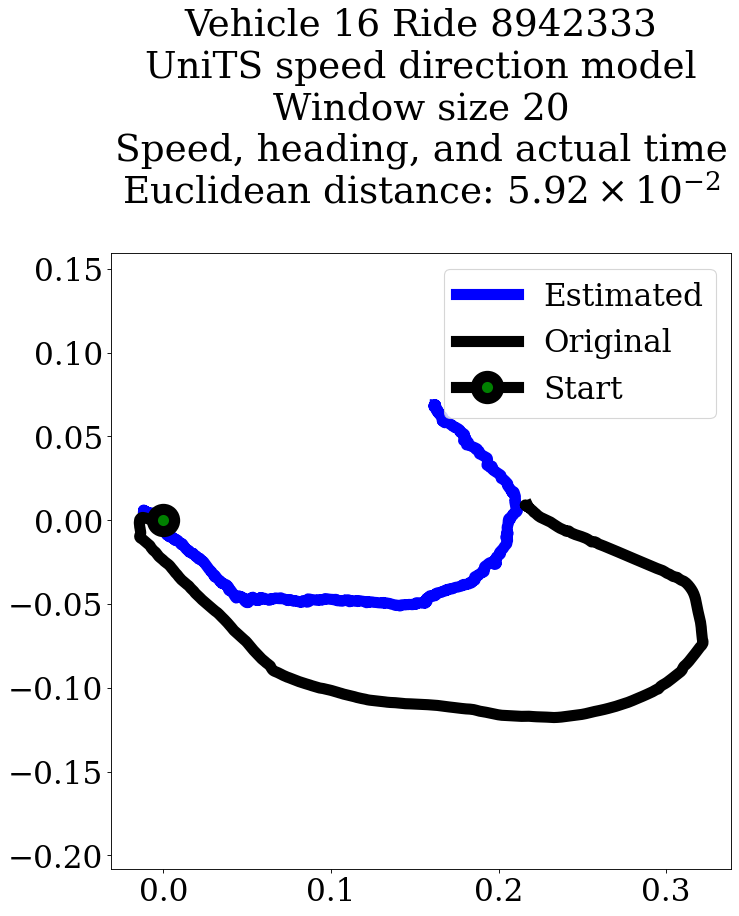 Vehicle 16 Ride 8942333
UniTS speed direction model
Window size 20
Speed, heading, and actual time
Euclidean distance: 5.92 × 10⁻²
Estimated
Original
Start
0.15
0.10
0.05
0.00
−0.05
−0.10
−0.15
−0.20
0.0 0.1 0.2 0.3